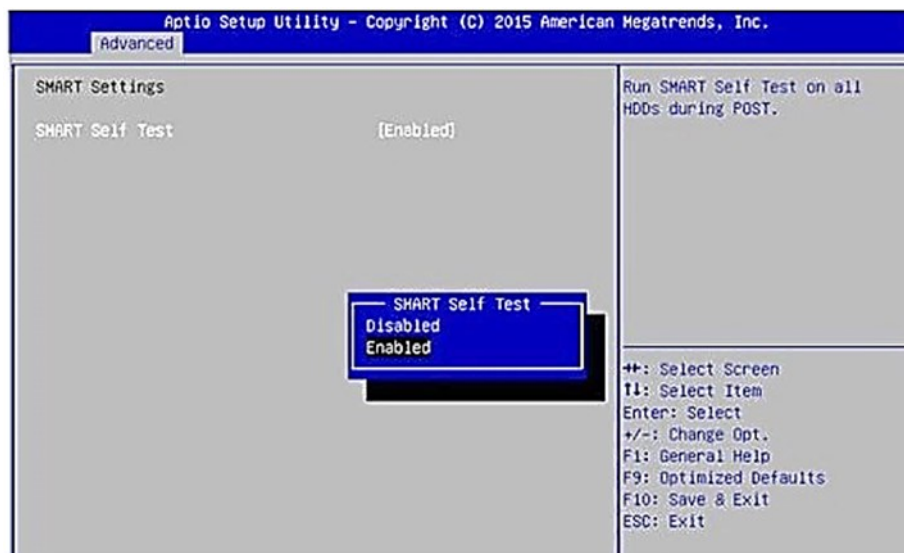 Aptio Setup Utility – Copyright (C) 2015 American Megatrends, Inc.
Advanced
SMART Settings
SMART Self Test [Enabled]
Run SMART Self Test on all
HDDs during POST.
SMART Self Test
Disabled
Enabled
→←: Select Screen
↑↓: Select Item
Enter: Select
+/-: Change Opt.
F1: General Help
F9: Optimized Defaults
F10: Save & Exit
ESC: Exit